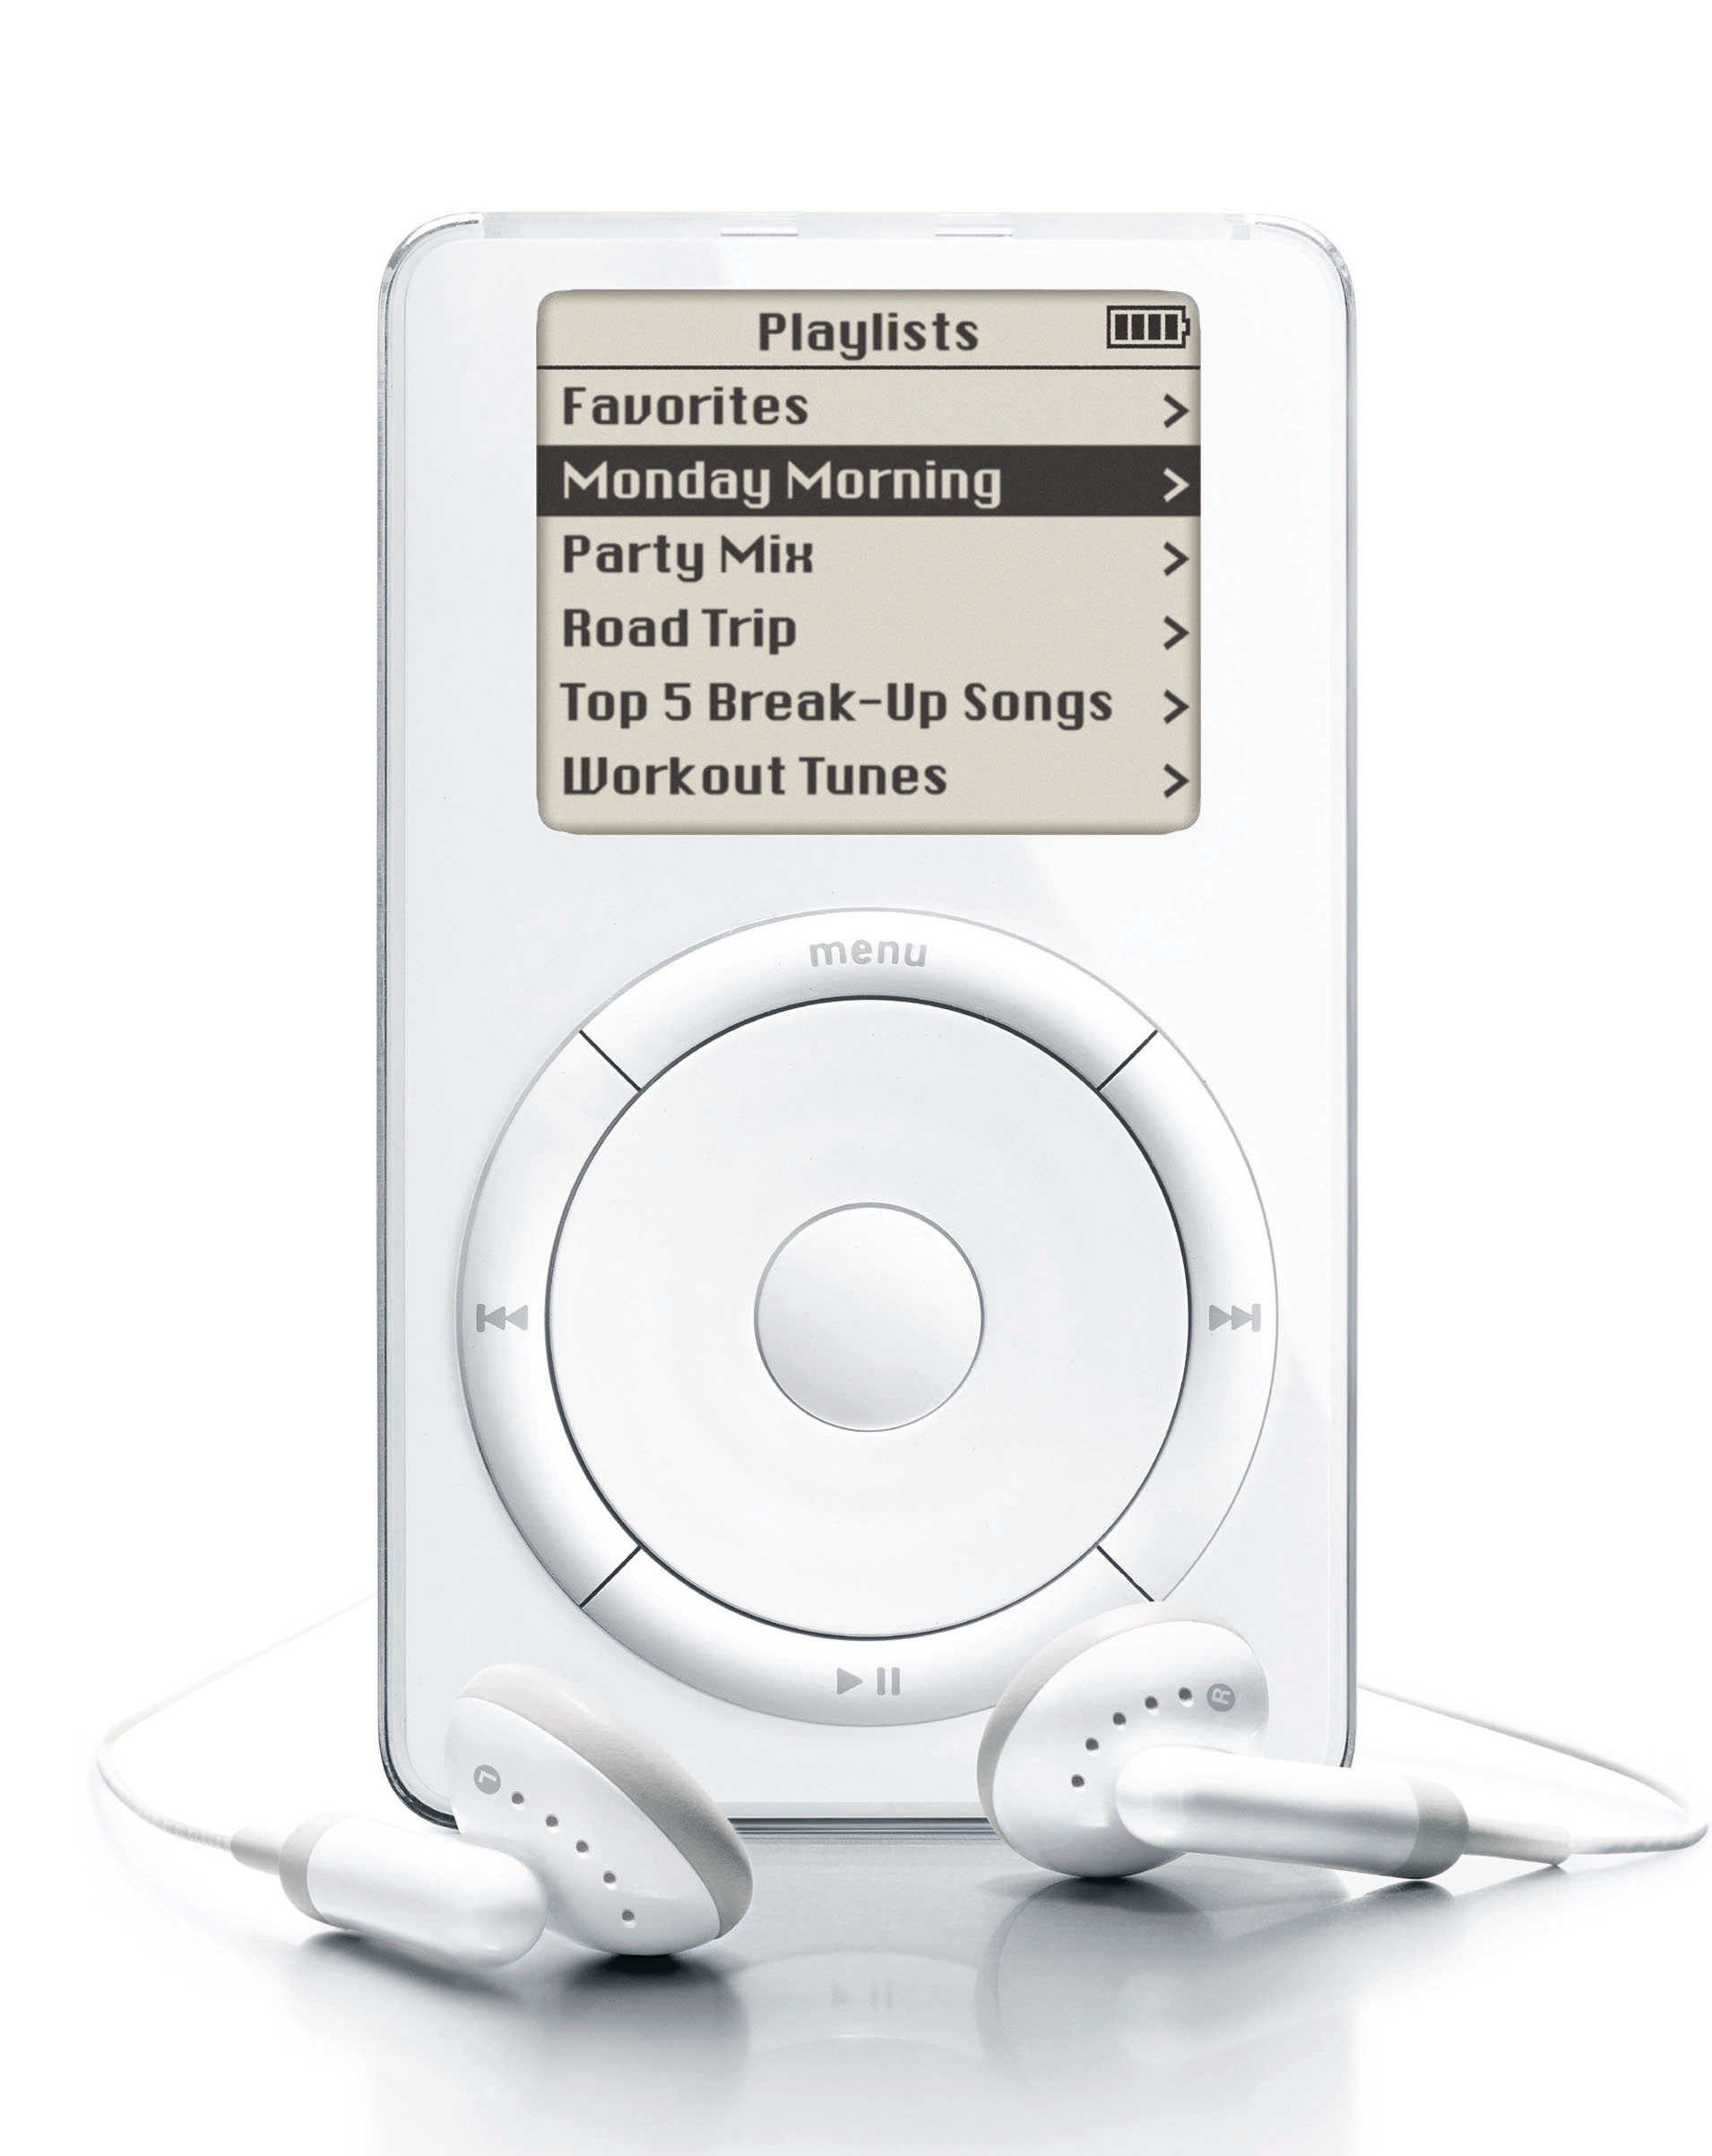 Playlists
Favorites >
Monday Morning >
Party Mix >
Road Trip >
Top 5 Break-Up Songs >
Workout Tunes >
menu
L
R